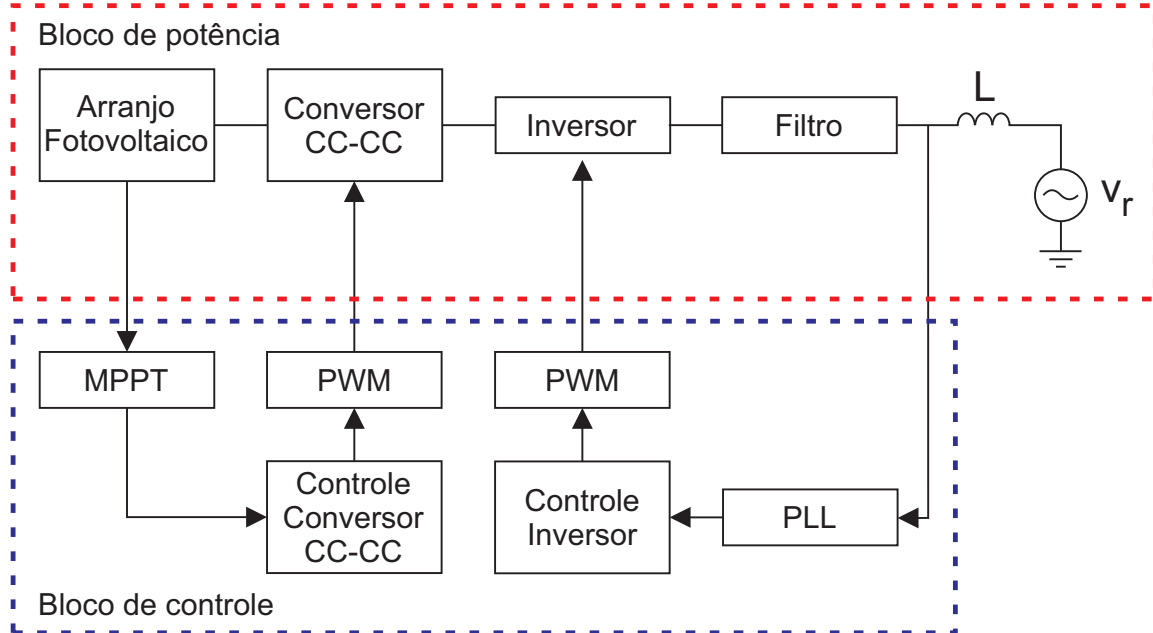 Bloco de potência
Arranjo
Fotovoltaico
Conversor
CC-CC
Inversor
Filtro
L
vr
MPPT
PWM
PWM
Controle
Conversor
CC-CC
Controle
Inversor
PLL
Bloco de controle